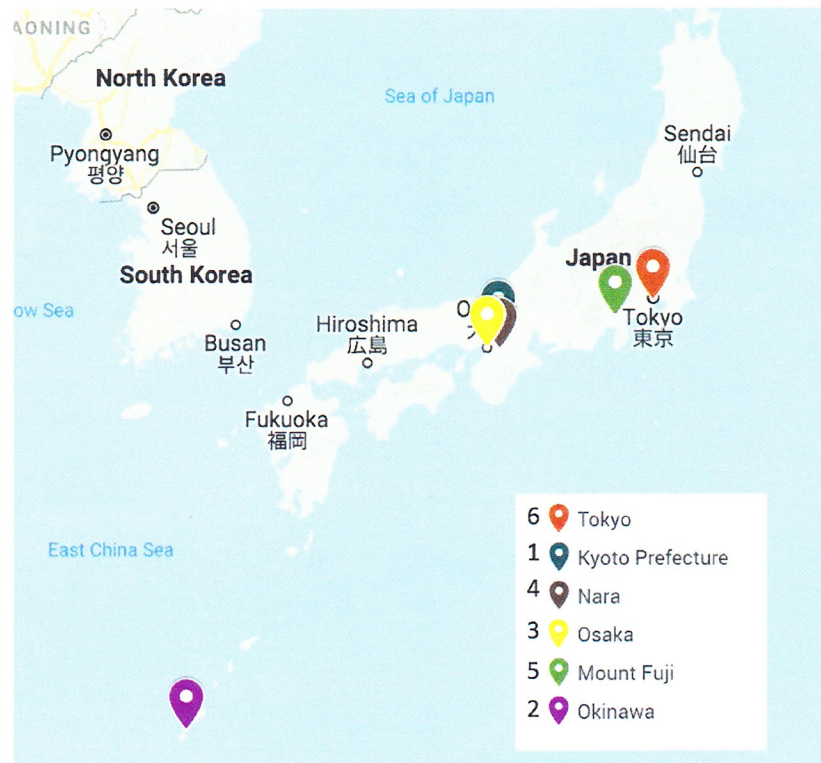 AONING
North Korea
Sea of Japan
Pyongyang
평양
Sendai
仙台
Seoul
서울
South Korea
Japan
ow Sea
O
Hiroshima
広島
Busan
부산
Tokyo
東京
Fukuoka
福岡
East China Sea
6 Tokyo
1 Kyoto Prefecture
4 Nara
3 Osaka
5 Mount Fuji
2 Okinawa